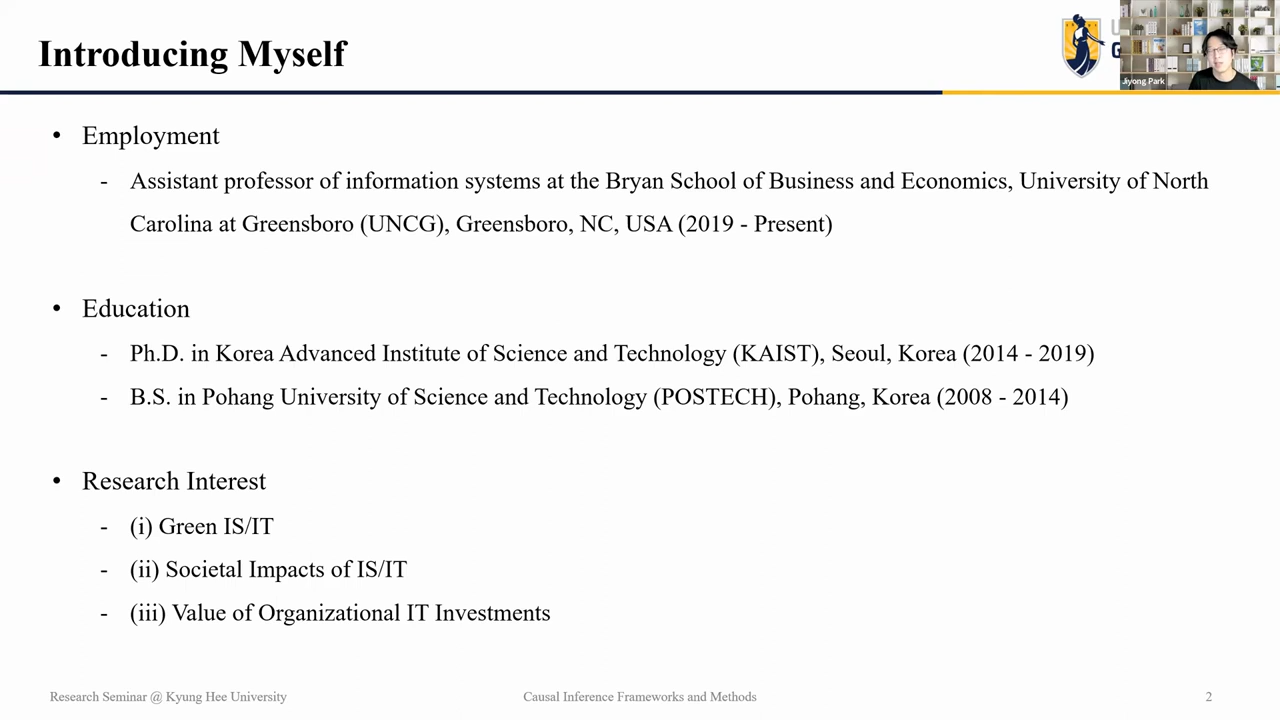 Introducing Myself
Jiyong Park
• Employment
- Assistant professor of information systems at the Bryan School of Business and Economics, University of North
Carolina at Greensboro (UNCG), Greensboro, NC, USA (2019 - Present)
• Education
- Ph.D. in Korea Advanced Institute of Science and Technology (KAIST), Seoul, Korea (2014 - 2019)
- B.S. in Pohang University of Science and Technology (POSTECH), Pohang, Korea (2008 - 2014)
• Research Interest
- (i) Green IS/IT
- (ii) Societal Impacts of IS/IT
- (iii) Value of Organizational IT Investments
Research Seminar @ Kyung Hee University
Causal Inference Frameworks and Methods
2